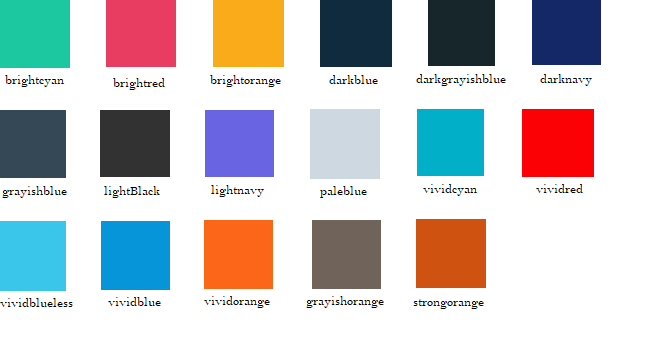 brightcyan
brightred
brightorange
darkblue
darkgrayishblue
darknavy
grayishblue
lightBlack
lightnavy
paleblue
vividcyan
vividred
vividblueless
vividblue
vividorange
grayishorange
strongorange